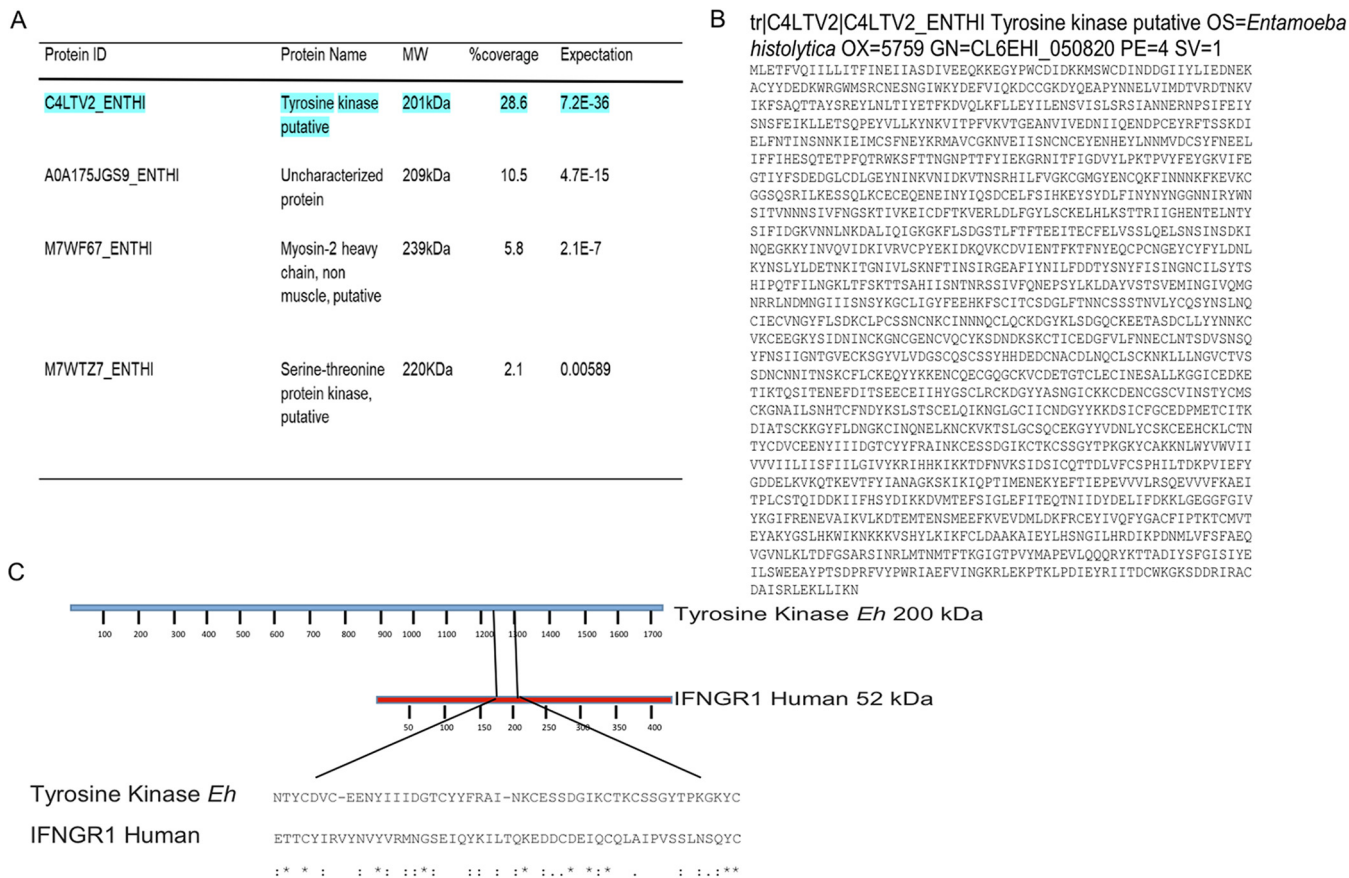 A
Protein ID Protein Name MW %coverage Expectation
C4LTV2_ENTHI Tyrosine kinase 201kDa 28.6 7.2E-36
putative
A0A175JGS9_ENTHI Uncharacterized 209kDa 10.5 4.7E-15
protein
M7WF67_ENTHI Myosin-2 heavy 239kDa 5.8 2.1E-7
chain, non
muscle, putative
M7WTZ7_ENTHI Serine-threonine 220KDa 2.1 0.00589
protein kinase,
putative
B
tr|C4LTV2|C4LTV2_ENTHI Tyrosine kinase putative OS=Entamoeba
histolytica OX=5759 GN=CL6EHI_050820 PE=4 SV=1
MLETFVQIILLITFINEIIASDIVEEQKKEGYPWCDIDKKMSWCDINDDGIIYLIEDNEK
ACYYDEDKWRGWMSRCNESNGIWKYDEDFVIQKDCCGKDYQEAPYNNELVIMDTVRDTNKV
IKFSAQTTAYSREYLNLTIYETFKDVQLKFLLEYILENSVISLSRSIANNERNPSIFEIY
SNSFEIKLLETSQPEYVLLKYNKVITPFVKVTGEANVIVEDNIIQENDPCEYRFTSSKDI
ELFNTINSNNKEIEIMCSFNEYKRMAVCGKNVEIISNCNCEYENHEYLNNMVDCSYFNEEL
IFFIHESQTETPFQTRWKSFTTNGNPTTFYIEKGIRNITFIGDVYLPKTPVYFEYGKVIFE
GTIYFSDEDGLCDLGEYNINKNVNIDKVTNSRHILFVGKCGMGYENCQKFINNNKFKEVKC
GGSQSRILKESSQLKCECEQENKEINYIQSDCELFSIHKEYSYDLFINYNYNGGNNIRYWN
SITVNNNSIVFNGSKTIVKEICDFTKVERLDLFGYLSCKELHLKSTTRIIGHENTELNTY
SIFIDGKVNNLNKDALIQIGKGKFLSDGSTLFTFTEEITECFELVSSLQELSNSINSDKI
NQEGKKYINVQVIDKIVRVCPYEKIDKQVKCDVIENTFKTFNYEQCPCNGEYCYFYLDNL
KYNSLYLDETNKITGNIVLSKNFTINSIRGEAFIYNILFDDTYSNYFISINGNCILSYTS
HIPQTFILNGKLTFSKTTSAHIISNTNRSSIVFQNEPSYLKLDAYVSTSVEMINGIVQMG
NRRLNDMNGIIISNSYKGCLIGYFEEHKFSCITCSDGLFTNNCSSSTNVLYCQSYNSLNQ
CIECVNGYFLSDKCLPCSSNCNKCINNNQCLQCKDGYKLSDGQCKEETASDCLLYYNNKC
VKCEEGKYSIDNINCKGNCGENCVQCYKSDNDKSKCTICEDGFVLFNNECLNTSDVSNSQ
YFNSIIGNTGVECKSGYVLVDGSCQSCSSYHHDEDCNACDLNQCLSCKNKLLLNGVCTVS
SDNCNNITNSKCFLCKEQYYKKENCQECGQGCKVCDETGTCLECINESALLKGGICEDKE
TIKTQSITENEFDITSEECEIIHYGSCLRCKDGYYASNGICKKCDENCGSCVINSTYCMS
CKGNAILSNHTCFNDYKSLSTSCELQIKNGLGCIICNDGYYKKDSICFGCEDPMETCITK
DIATSCKKGYFLDNGKCINQNELKNCKVKTSLGCSQCEKGYYVDNLYCSKCEEHCKLCTN
TYCDVCEENYIIIDGTCYYFRAINKCESSDGIKCTKCSSGYTPKGKYCAKKNLWYVWVII
VVVIILIISFIILGIVYKRIHHKIKKTDFNVKSIDSICQTTDLVFCSPHILTDKPVIEFY
GDDELKVKQTKEVTFYIANAGKSKIKIQPTIMENEKYEFTIEPEVVVLRSQEVVVFKAEI
TPLCSTQIDDKIIFHSYDIKKDVMTEFSIGLEFITEQTNIIDYDELIFDKKLGEGGFGIV
YKGIFRENEVAIKVLKDTEMTENSMEEFKVEVDMLDKFRCEYIVQFYGACFIPTKTCMVT
EYAKYGSLHKWIKNKKKVSHYLKIKFCLDAAKAIEYLHSNGILHRDIKPDNMLVFSFAEQ
VGVNLKLTDFGSARSINRLMTNMTFTKGIGTPVYMAPEVLQQQRYKTTADIYSFGISIYE
ILSWEEAYPTSDPRFVYPWRIAEFVINGKRLEKPTKLPDIEYRIITDCWKGKSDDRIRAC
DAISRLEKLLIKN
C
Tyrosine Kinase Eh 200 kDa
100 200 300 400 500 600 700 800 900 1000 1100 1200 1300 1400 1500 1600 1700
IFNGR1 Human 52 kDa
50 100 150 200 250 300 350 400
Tyrosine Kinase Eh NTYCDVC-EENYIIIDGTCYYFRAI-NKCESSDGIKCTKCSSGYTPKGKYC
IFNGR1 Human ETTCYIRVYNVYVRMNGSEIQYKILTQKEDDCDEIQCQLAIPVSSLNSQYC
:* * : : *: ::*: :: : :..* *:* . : :.:**